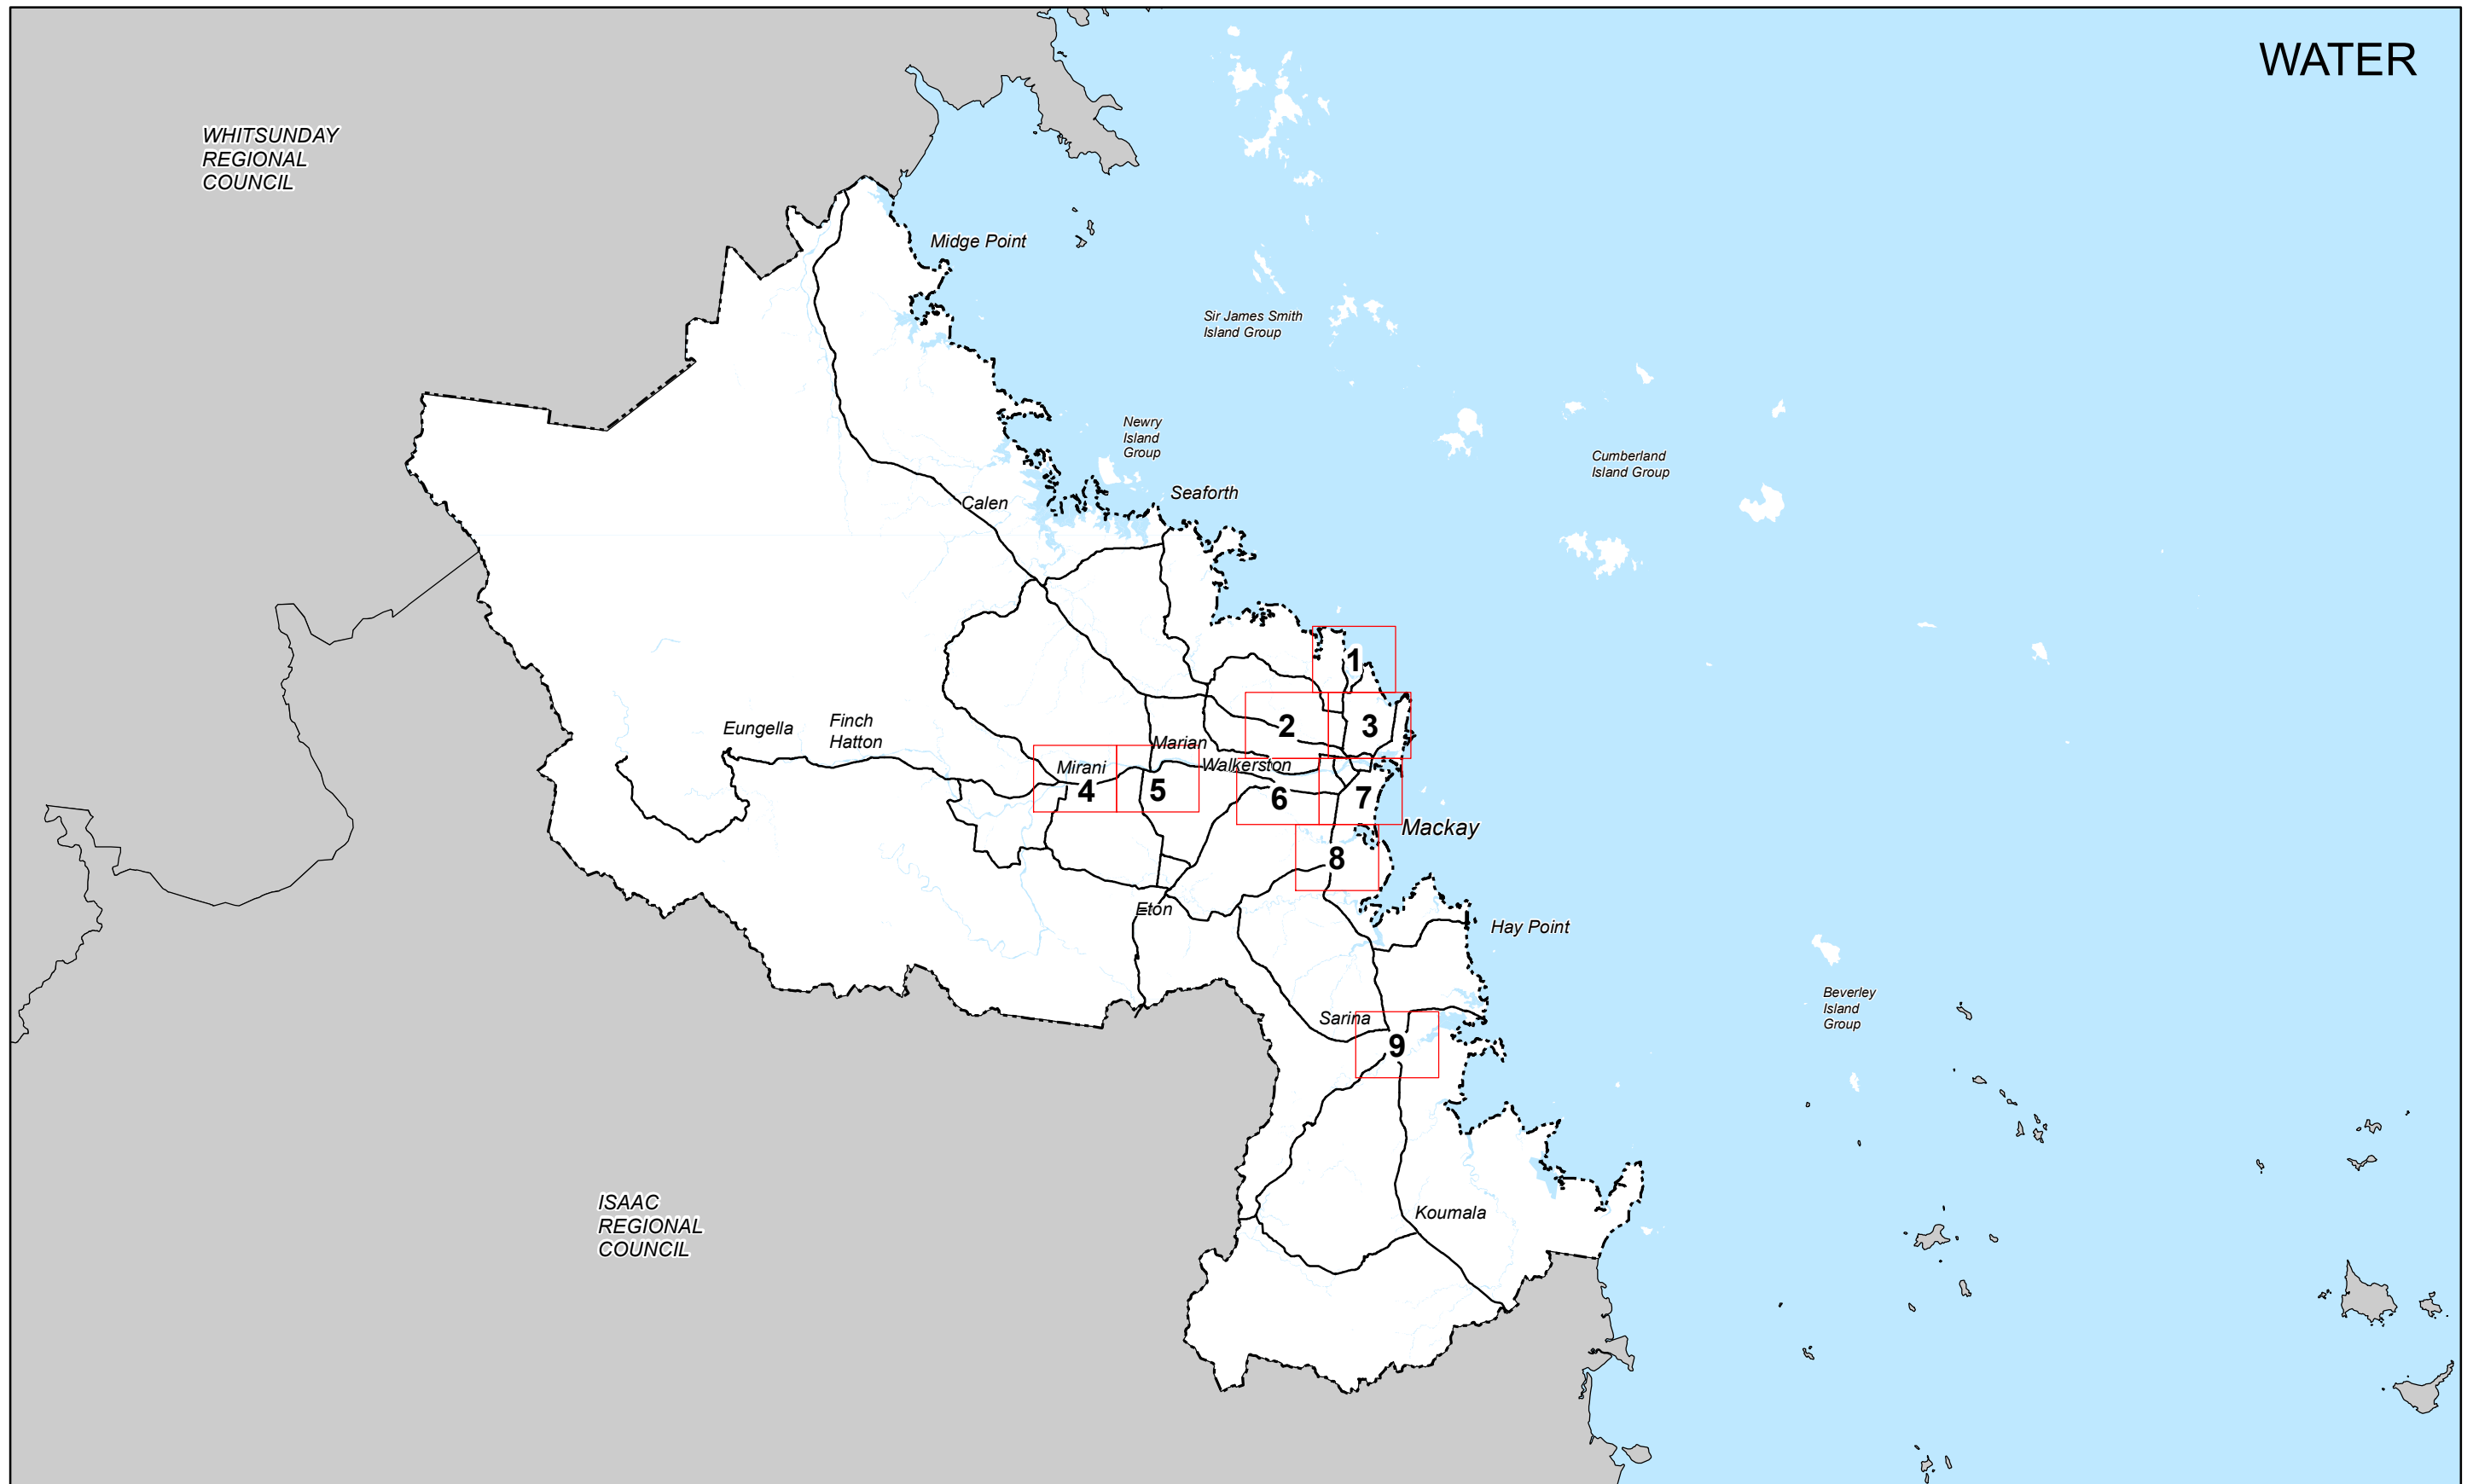 WATER
WHITSUNDAY
REGIONAL
COUNCIL
Midge Point
Sir James Smith
Island Group
Newry
Island
Group
Cumberland
Island Group
Seaforth
Calen
1
2
3
Eungella
Finch
Hatton
Marian
Mirani
Walkerston
4
5
6
7
Mackay
8
Eton
Hay Point
Beverley
Island
Group
Sarina
9
ISAAC
REGIONAL
COUNCIL
Koumala